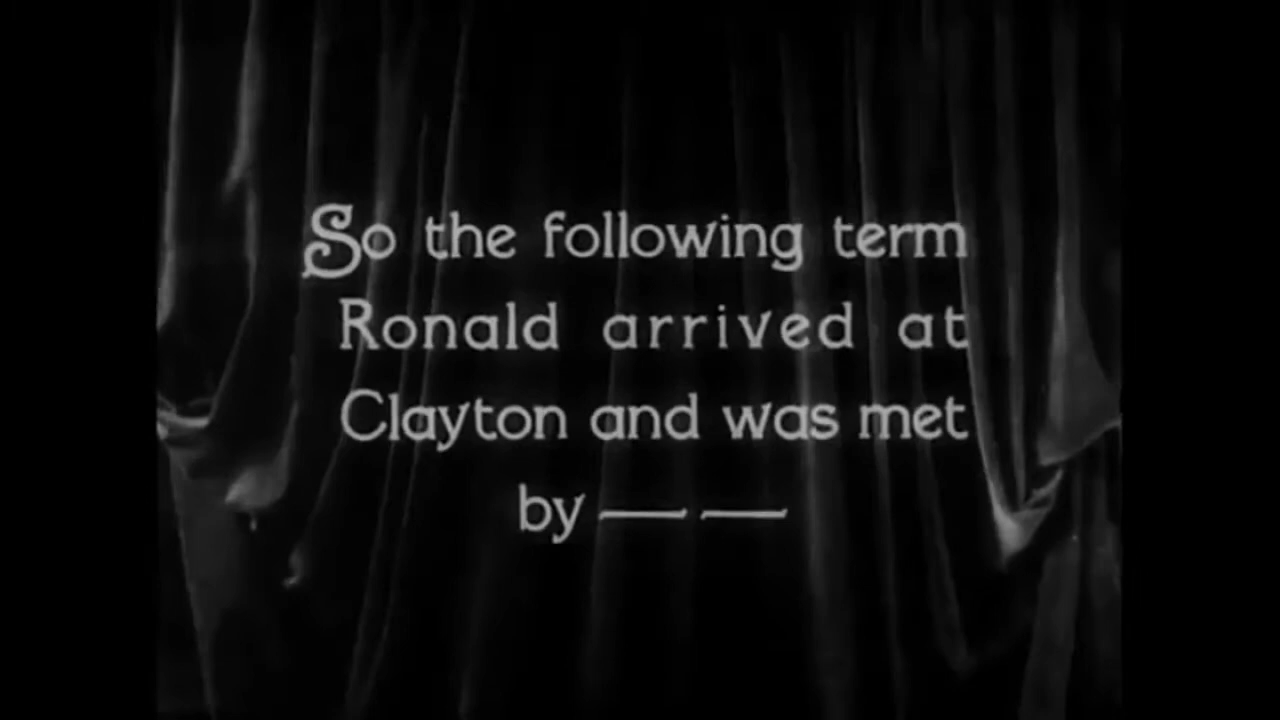 So the following term
Ronald arrived at
Clayton and was met
by — —